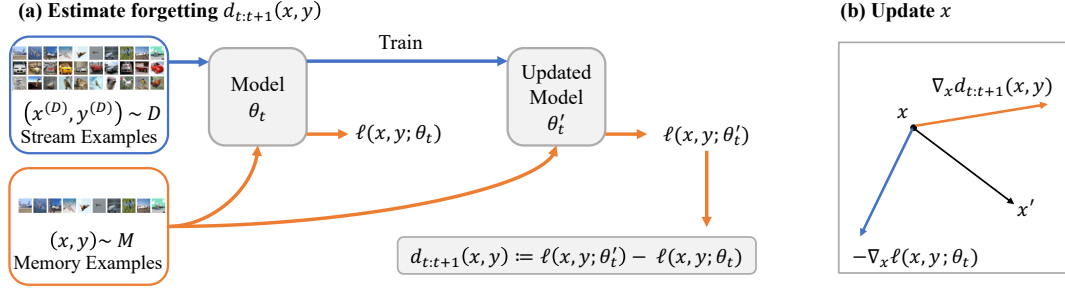 (a) Estimate forgetting d_{t:t+1}(x, y)
Train
Model
θ_t
Updated
Model
θ′_t
(x^{(D)}, y^{(D)}) ~ D
Stream Examples
ℓ(x, y; θ_t)
ℓ(x, y; θ′_t)
(x, y)~ M
Memory Examples
d_{t:t+1}(x, y) ≔ ℓ(x, y; θ′_t) − ℓ(x, y; θ_t)
(b) Update x
∇_x d_{t:t+1}(x, y)
x
x′
−∇_x ℓ(x, y; θ_t)